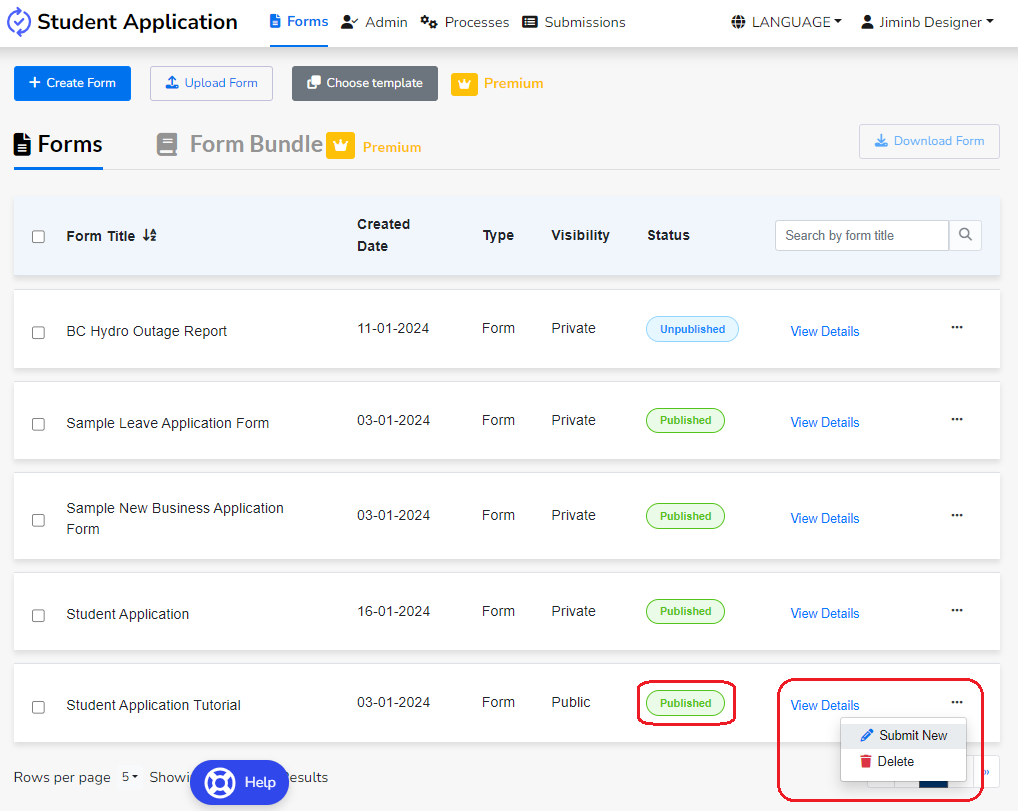 Student Application Forms Admin Processes Submissions LANGUAGE Jiminb Designer
+ Create Form Upload Form Choose template Premium
Forms Form Bundle Premium Download Form
Form Title Created Date Type Visibility Status Search by form title
BC Hydro Outage Report 11-01-2024 Form Private Unpublished View Details ...
Sample Leave Application Form 03-01-2024 Form Private Published View Details ...
Sample New Business Application Form 03-01-2024 Form Private Published View Details ...
Student Application 16-01-2024 Form Private Published View Details ...
Student Application Tutorial 03-01-2024 Form Public Published View Details ...
Submit New
Delete
Rows per page 5 Help »